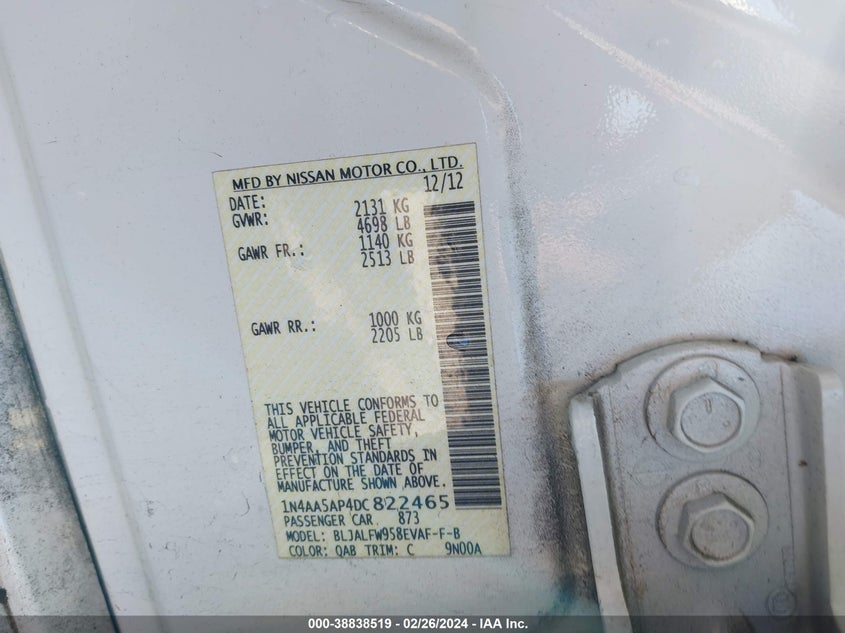 MFD BY NISSAN MOTOR CO., LTD.
DATE: 12/12
GVWR: 2131 KG
4698 LB
GAWR FR.: 1140 KG
2513 LB
GAWR RR.: 1000 KG
2205 LB
THIS VEHICLE CONFORMS TO
ALL APPLICABLE FEDERAL
MOTOR VEHICLE SAFETY,
BUMPER, AND THEFT
PREVENTION STANDARDS IN
EFFECT ON THE DATE OF
MANUFACTURE SHOWN ABOVE.
1N4AA5AP4DC822465
PASSENGER CAR 873
MODEL: BLJALFW958EVAF-F-B
COLOR: QAB TRIM: C 9N00A
000-38838519 - 02/26/2024 - IAA Inc.